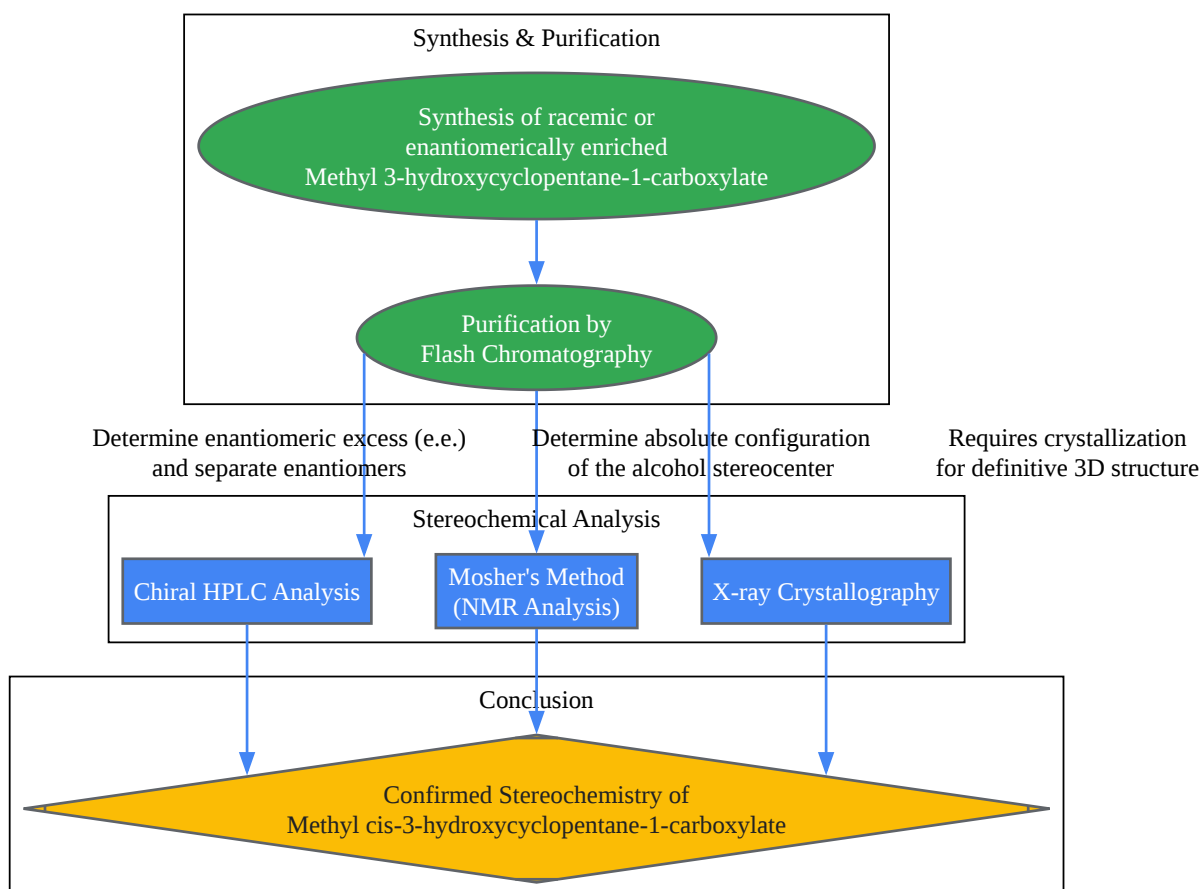 Synthesis & Purification
Synthesis of racemic or
enantiomerically enriched
Methyl 3-hydroxycyclopentane-1-carboxylate
Purification by
Flash Chromatography
Determine enantiomeric excess (e.e.)
and separate enantiomers
Determine absolute configuration
of the alcohol stereocenter
Requires crystallization
for definitive 3D structure
Stereochemical Analysis
Chiral HPLC Analysis
Mosher's Method
(NMR Analysis)
X-ray Crystallography
Conclusion
Confirmed Stereochemistry of
Methyl cis-3-hydroxycyclopentane-1-carboxylate